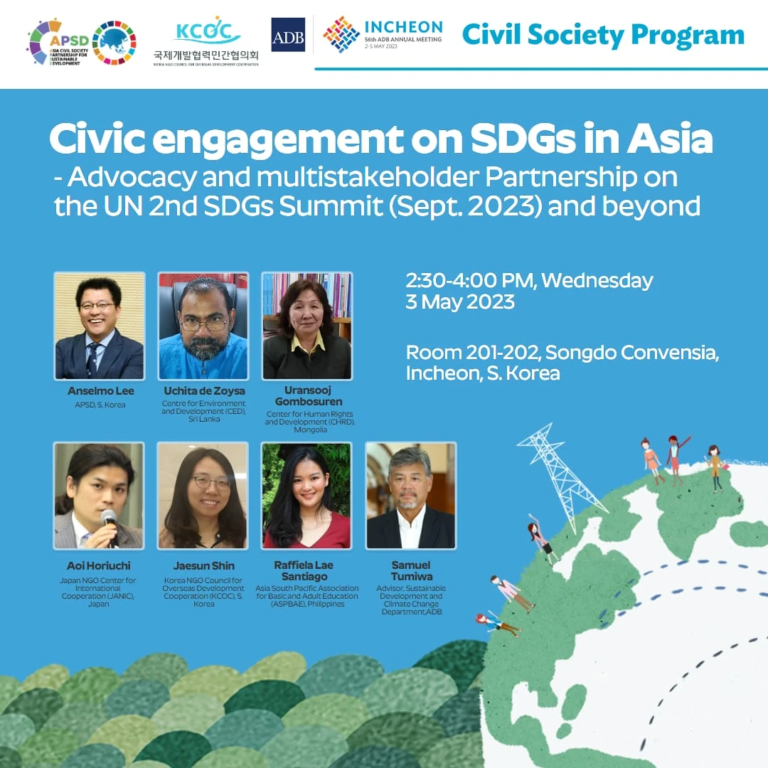 APSD
ASIA CIVIL SOCIETY
PARTNERSHIP FOR
SUSTAINABLE
DEVELOPMENT
KCOC
국제개발협력민간협의회
KOREA NGO COUNCIL FOR OVERSEAS DEVELOPMENT COOPERATION
ADB
INCHEON
56th ADB ANNUAL MEETING
2-5 MAY 2023
Civil Society Program
Civic engagement on SDGs in Asia
- Advocacy and multistakeholder Partnership on
the UN 2nd SDGs Summit (Sept. 2023) and beyond
2:30-4:00 PM, Wednesday
3 May 2023
Room 201-202, Songdo Convensia,
Incheon, S. Korea
Anselmo Lee
APSD, S. Korea
Uchita de Zoysa
Centre for Environment
and Development (CED),
Sri Lanka
Uransooj
Gombosuren
Center for Human Rights
and Development (CHRD),
Mongolia
Aoi Horiuchi
Japan NGO Center for
International
Cooperation (JANIC),
Japan
Jaesun Shin
Korea NGO Council for
Overseas Development
Cooperation (KCOC), S.
Korea
Raffiela Lae
Santiago
Asia South Pacific Association
for Basic and Adult Education
(ASPBAE), Philippines
Samuel
Tumiwa
Advisor, Sustainable
Development and
Climate Change
Department,ADB